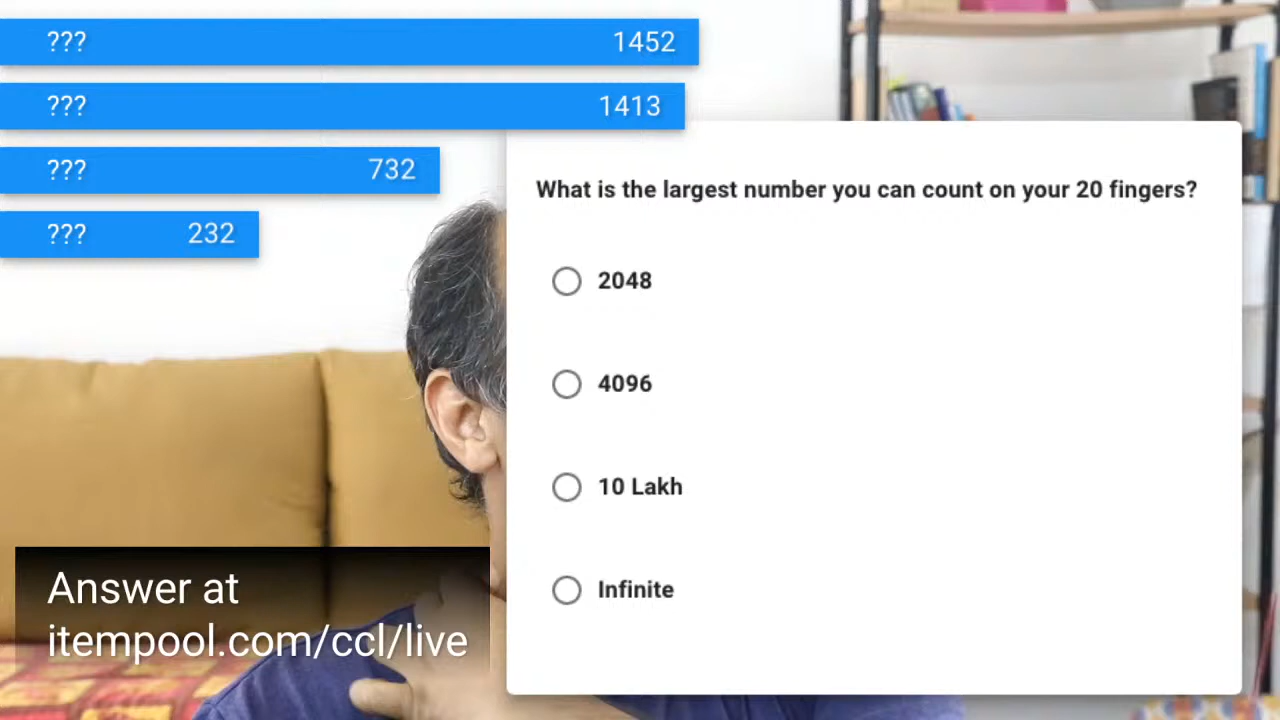 ??? 1452
??? 1413
??? 732
??? 232
What is the largest number you can count on your 20 fingers?
2048
4096
10 Lakh
Infinite
Answer at
itempool.com/ccl/live